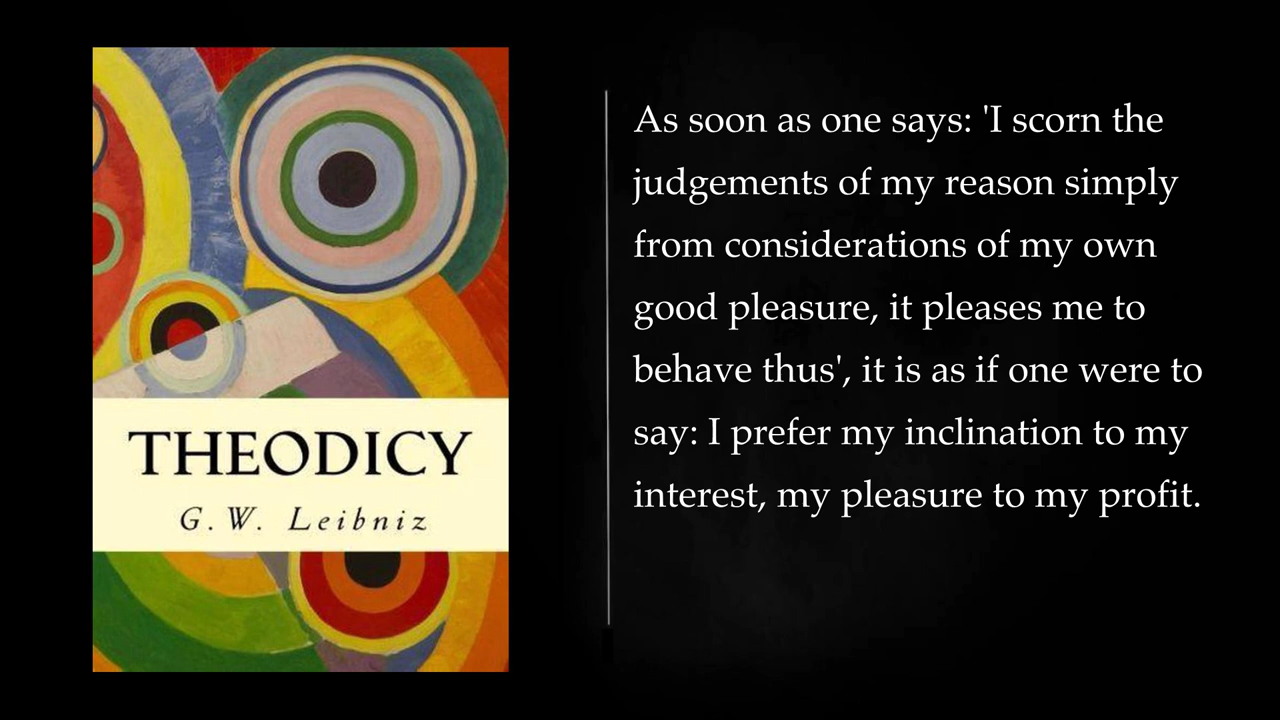 THEODICY
G. W. Leibniz
As soon as one says: 'I scorn the
judgements of my reason simply
from considerations of my own
good pleasure, it pleases me to
behave thus', it is as if one were to
say: I prefer my inclination to my
interest, my pleasure to my profit.